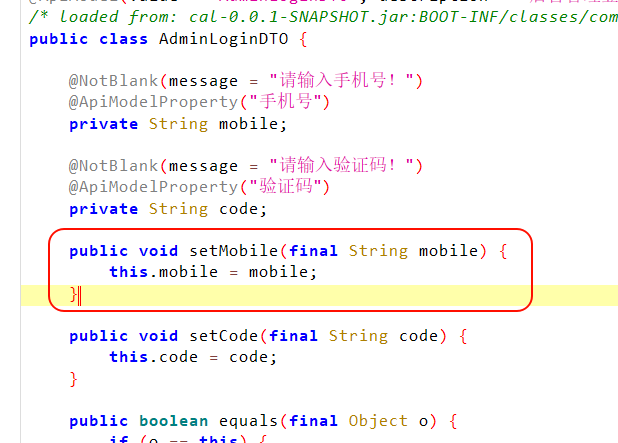 /* loaded from: cal-0.0.1-SNAPSHOT.jar:BOOT-INF/classes/com
public class AdminLoginDTO {
@NotBlank(message = "请输入手机号！")
@ApiModelProperty("手机号")
private String mobile;
@NotBlank(message = "请输入验证码！")
@ApiModelProperty("验证码")
private String code;
public void setMobile(final String mobile) {
this.mobile = mobile;
}
public void setCode(final String code) {
this.code = code;
}
public boolean equals(final Object o) {
if (o == this) {